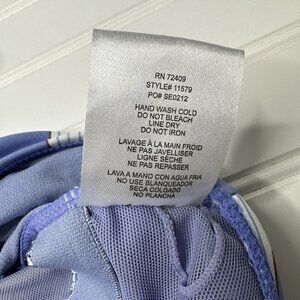 RN 72409
STYLE# 11579
PO# SE0212
HAND WASH COLD
DO NOT BLEACH
LINE DRY
DO NOT IRON
LAVAGE À LA MAIN FROID
NE PAS JAVELLISER
LIGNE SÈCHE
NE PAS REPASSER
LAVA A MANO CON AGUA FRIA
NO USE BLANQUEADOR
SECA COLGADO
NO PLANCHA